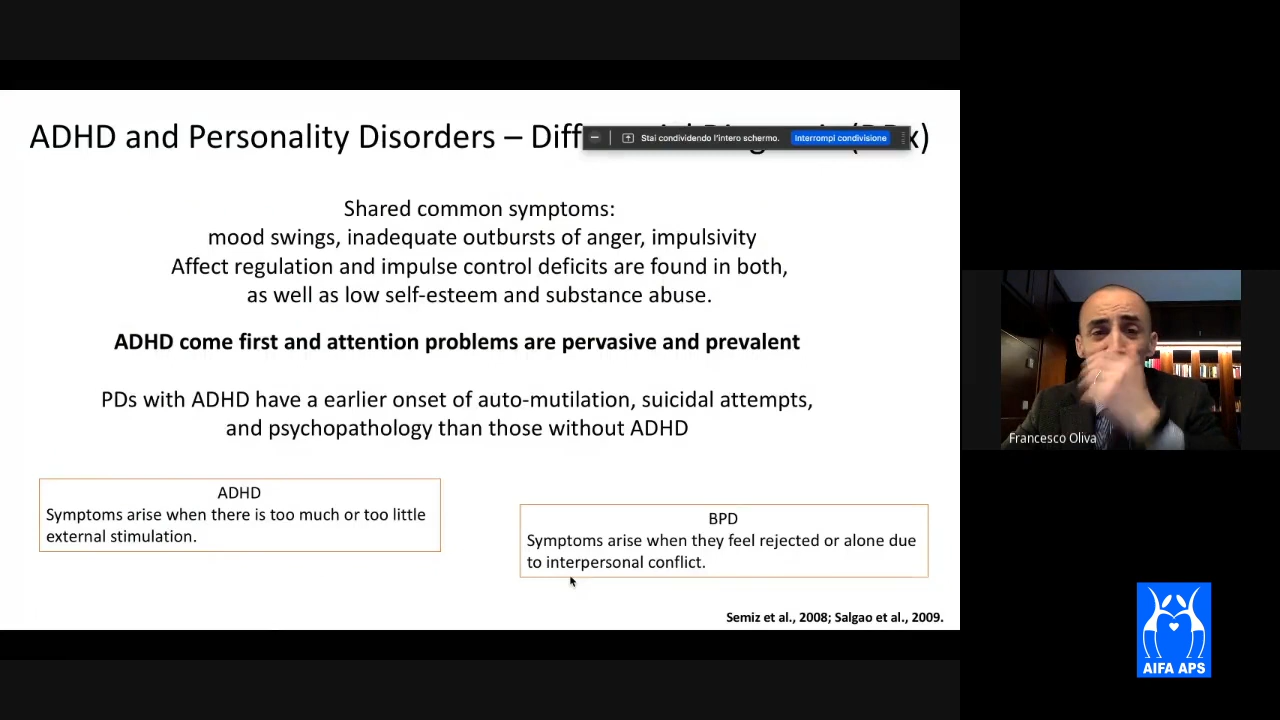 ADHD and Personality Disorders – Diff
Stai condividendo l'intero schermo.
Interrompi condivisione
Shared common symptoms:
mood swings, inadequate outbursts of anger, impulsivity
Affect regulation and impulse control deficits are found in both,
as well as low self-esteem and substance abuse.
ADHD come first and attention problems are pervasive and prevalent
PDs with ADHD have a earlier onset of auto-mutilation, suicidal attempts,
and psychopathology than those without ADHD
ADHD
Symptoms arise when there is too much or too little
external stimulation.
BPD
Symptoms arise when they feel rejected or alone due
to interpersonal conflict.
Semiz et al., 2008; Salgao et al., 2009.
Francesco Oliva
AIFA APS